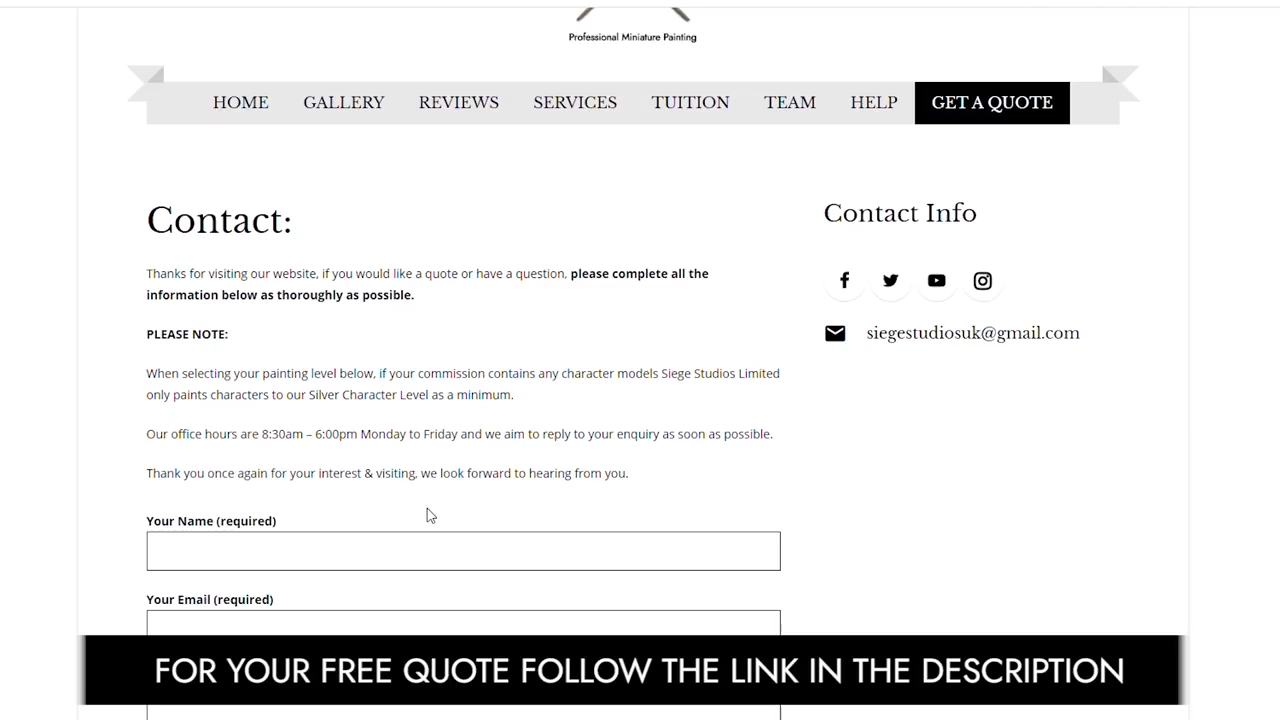 Professional Miniature Painting
HOME GALLERY REVIEWS SERVICES TUITION TEAM HELP GET A QUOTE
Contact:
Thanks for visiting our website, if you would like a quote or have a question, please complete all the
information below as thoroughly as possible.
PLEASE NOTE:
When selecting your painting level below, if your commission contains any character models Siege Studios Limited
only paints characters to our Silver Character Level as a minimum.
Our office hours are 8:30am – 6:00pm Monday to Friday and we aim to reply to your enquiry as soon as possible.
Thank you once again for your interest & visiting, we look forward to hearing from you.
Your Name (required)
Your Email (required)
Contact Info
siegestudiosuk@gmail.com
FOR YOUR FREE QUOTE FOLLOW THE LINK IN THE DESCRIPTION